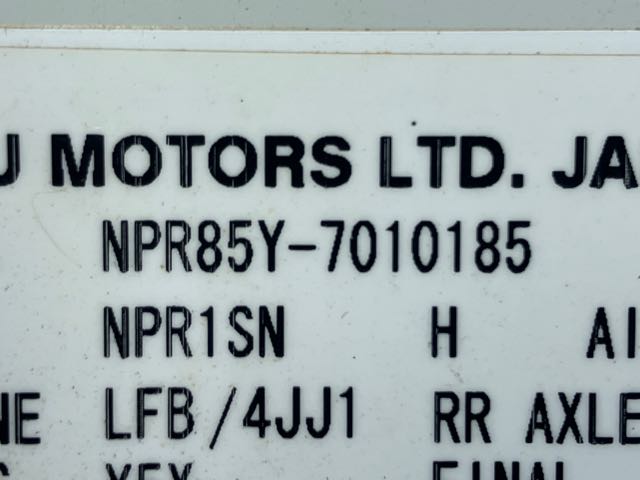 U MOTORS LTD. JA
NPR85Y-7010185
NPR1SN H AI
NE LFB/4JJ1 RR AXLE